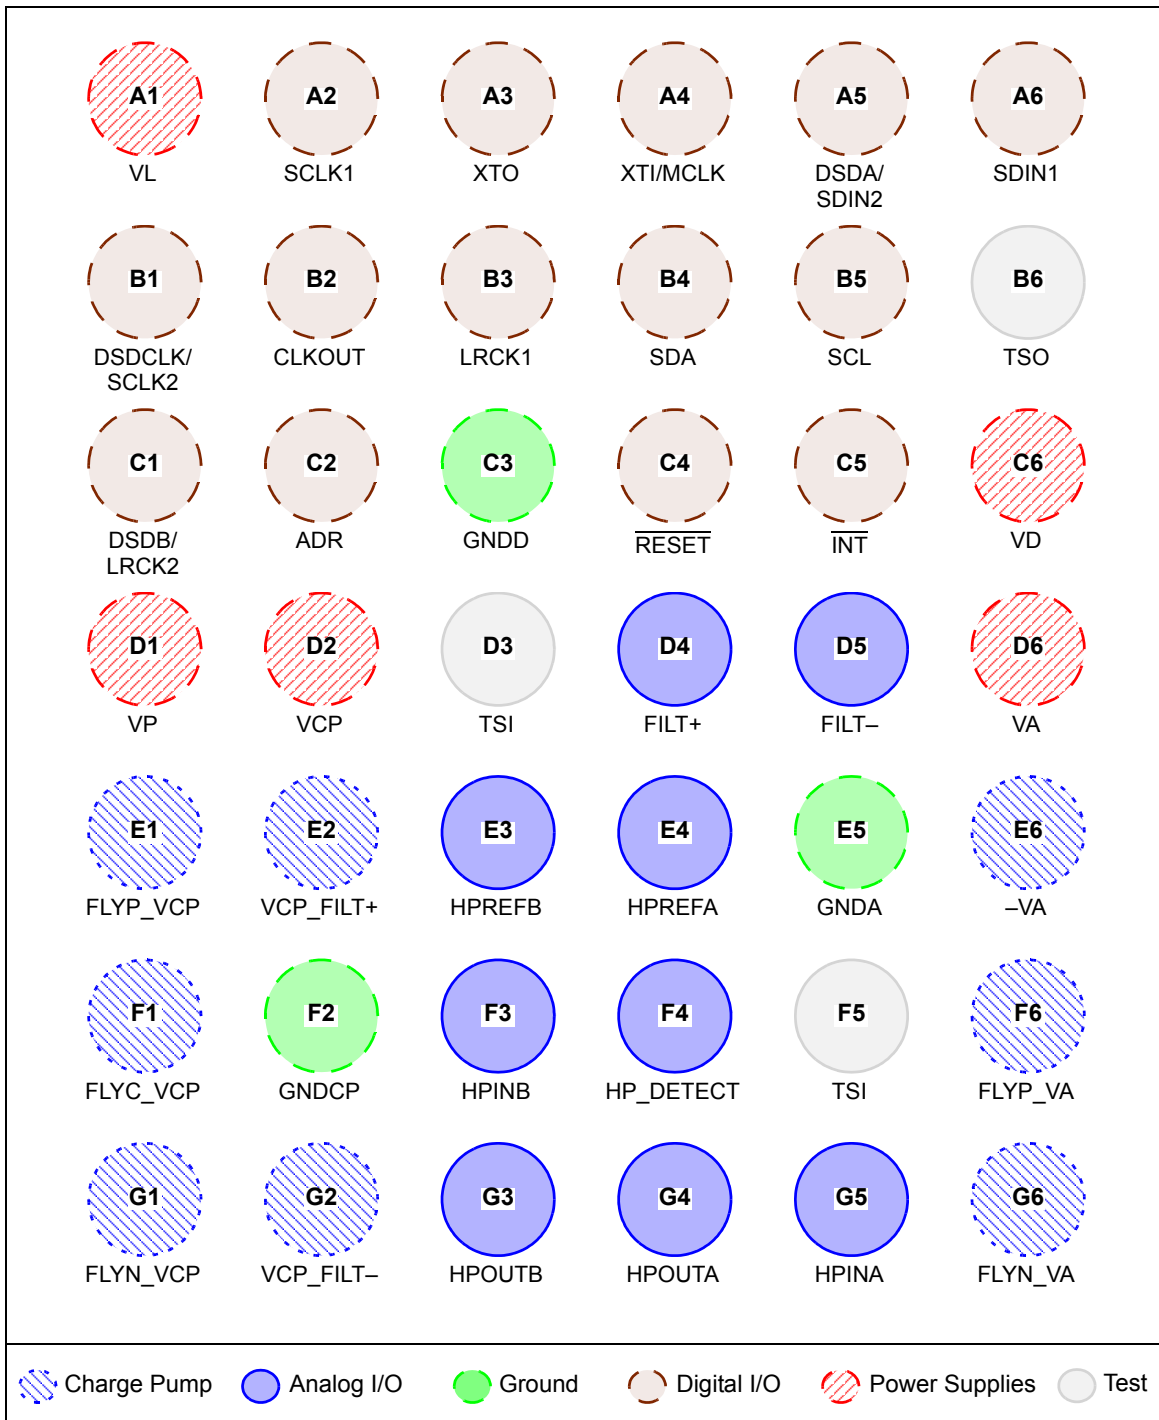 A1 A2 A3 A4 A5 A6
VL SCLK1 XTO XTI/MCLK DSDA/ SDIN1
SDIN2
B1 B2 B3 B4 B5 B6
DSDCLK/ CLKOUT LRCK1 SDA SCL TSO
SCLK2
C1 C2 C3 C4 C5 C6
DSDB/ ADR GNDD RESET INT VD
LRCK2
D1 D2 D3 D4 D5 D6
VP VCP TSI FILT+ FILT– VA
E1 E2 E3 E4 E5 E6
FLYP_VCP VCP_FILT+ HPREFB HPREFA GNDA –VA
F1 F2 F3 F4 F5 F6
FLYC_VCP GNDCP HPINB HP_DETECT TSI FLYP_VA
G1 G2 G3 G4 G5 G6
FLYN_VCP VCP_FILT– HPOUTB HPOUTA HPINA FLYN_VA
Charge Pump Analog I/O Ground Digital I/O Power Supplies Test